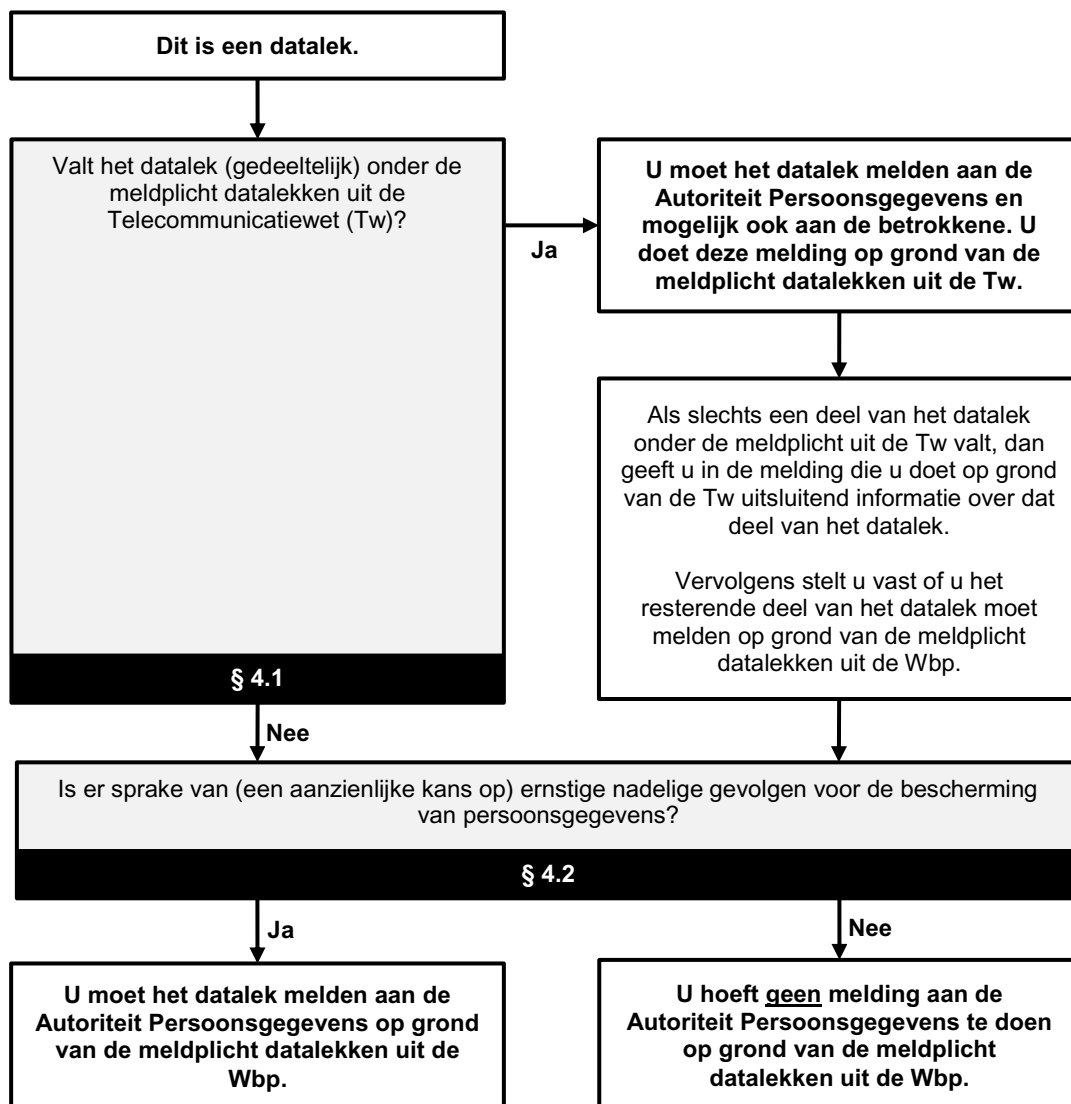 Dit is een datalek.
Valt het datalek (gedeeltelijk) onder de
meldplicht datalekken uit de
Telecommunicatiewet (Tw)?
§ 4.1
Ja
U moet het datalek melden aan de
Autoriteit Persoonsgegevens en
mogelijk ook aan de betrokkene. U
doet deze melding op grond van de
meldplicht datalekken uit de Tw.
Als slechts een deel van het datalek
onder de meldplicht uit de Tw valt, dan
geeft u in de melding die u doet op grond
van de Tw uitsluitend informatie over dat
deel van het datalek.
Vervolgens stelt u vast of u het
resterende deel van het datalek moet
melden op grond van de meldplicht
datalekken uit de Wbp.
Nee
Is er sprake van (een aanzienlijke kans op) ernstige nadelige gevolgen voor de bescherming
van persoonsgegevens?
§ 4.2
Ja
U moet het datalek melden aan de
Autoriteit Persoonsgegevens op grond
van de meldplicht datalekken uit de
Wbp.
Nee
U hoeft geen melding aan de
Autoriteit Persoonsgegevens te doen
op grond van de meldplicht
datalekken uit de Wbp.